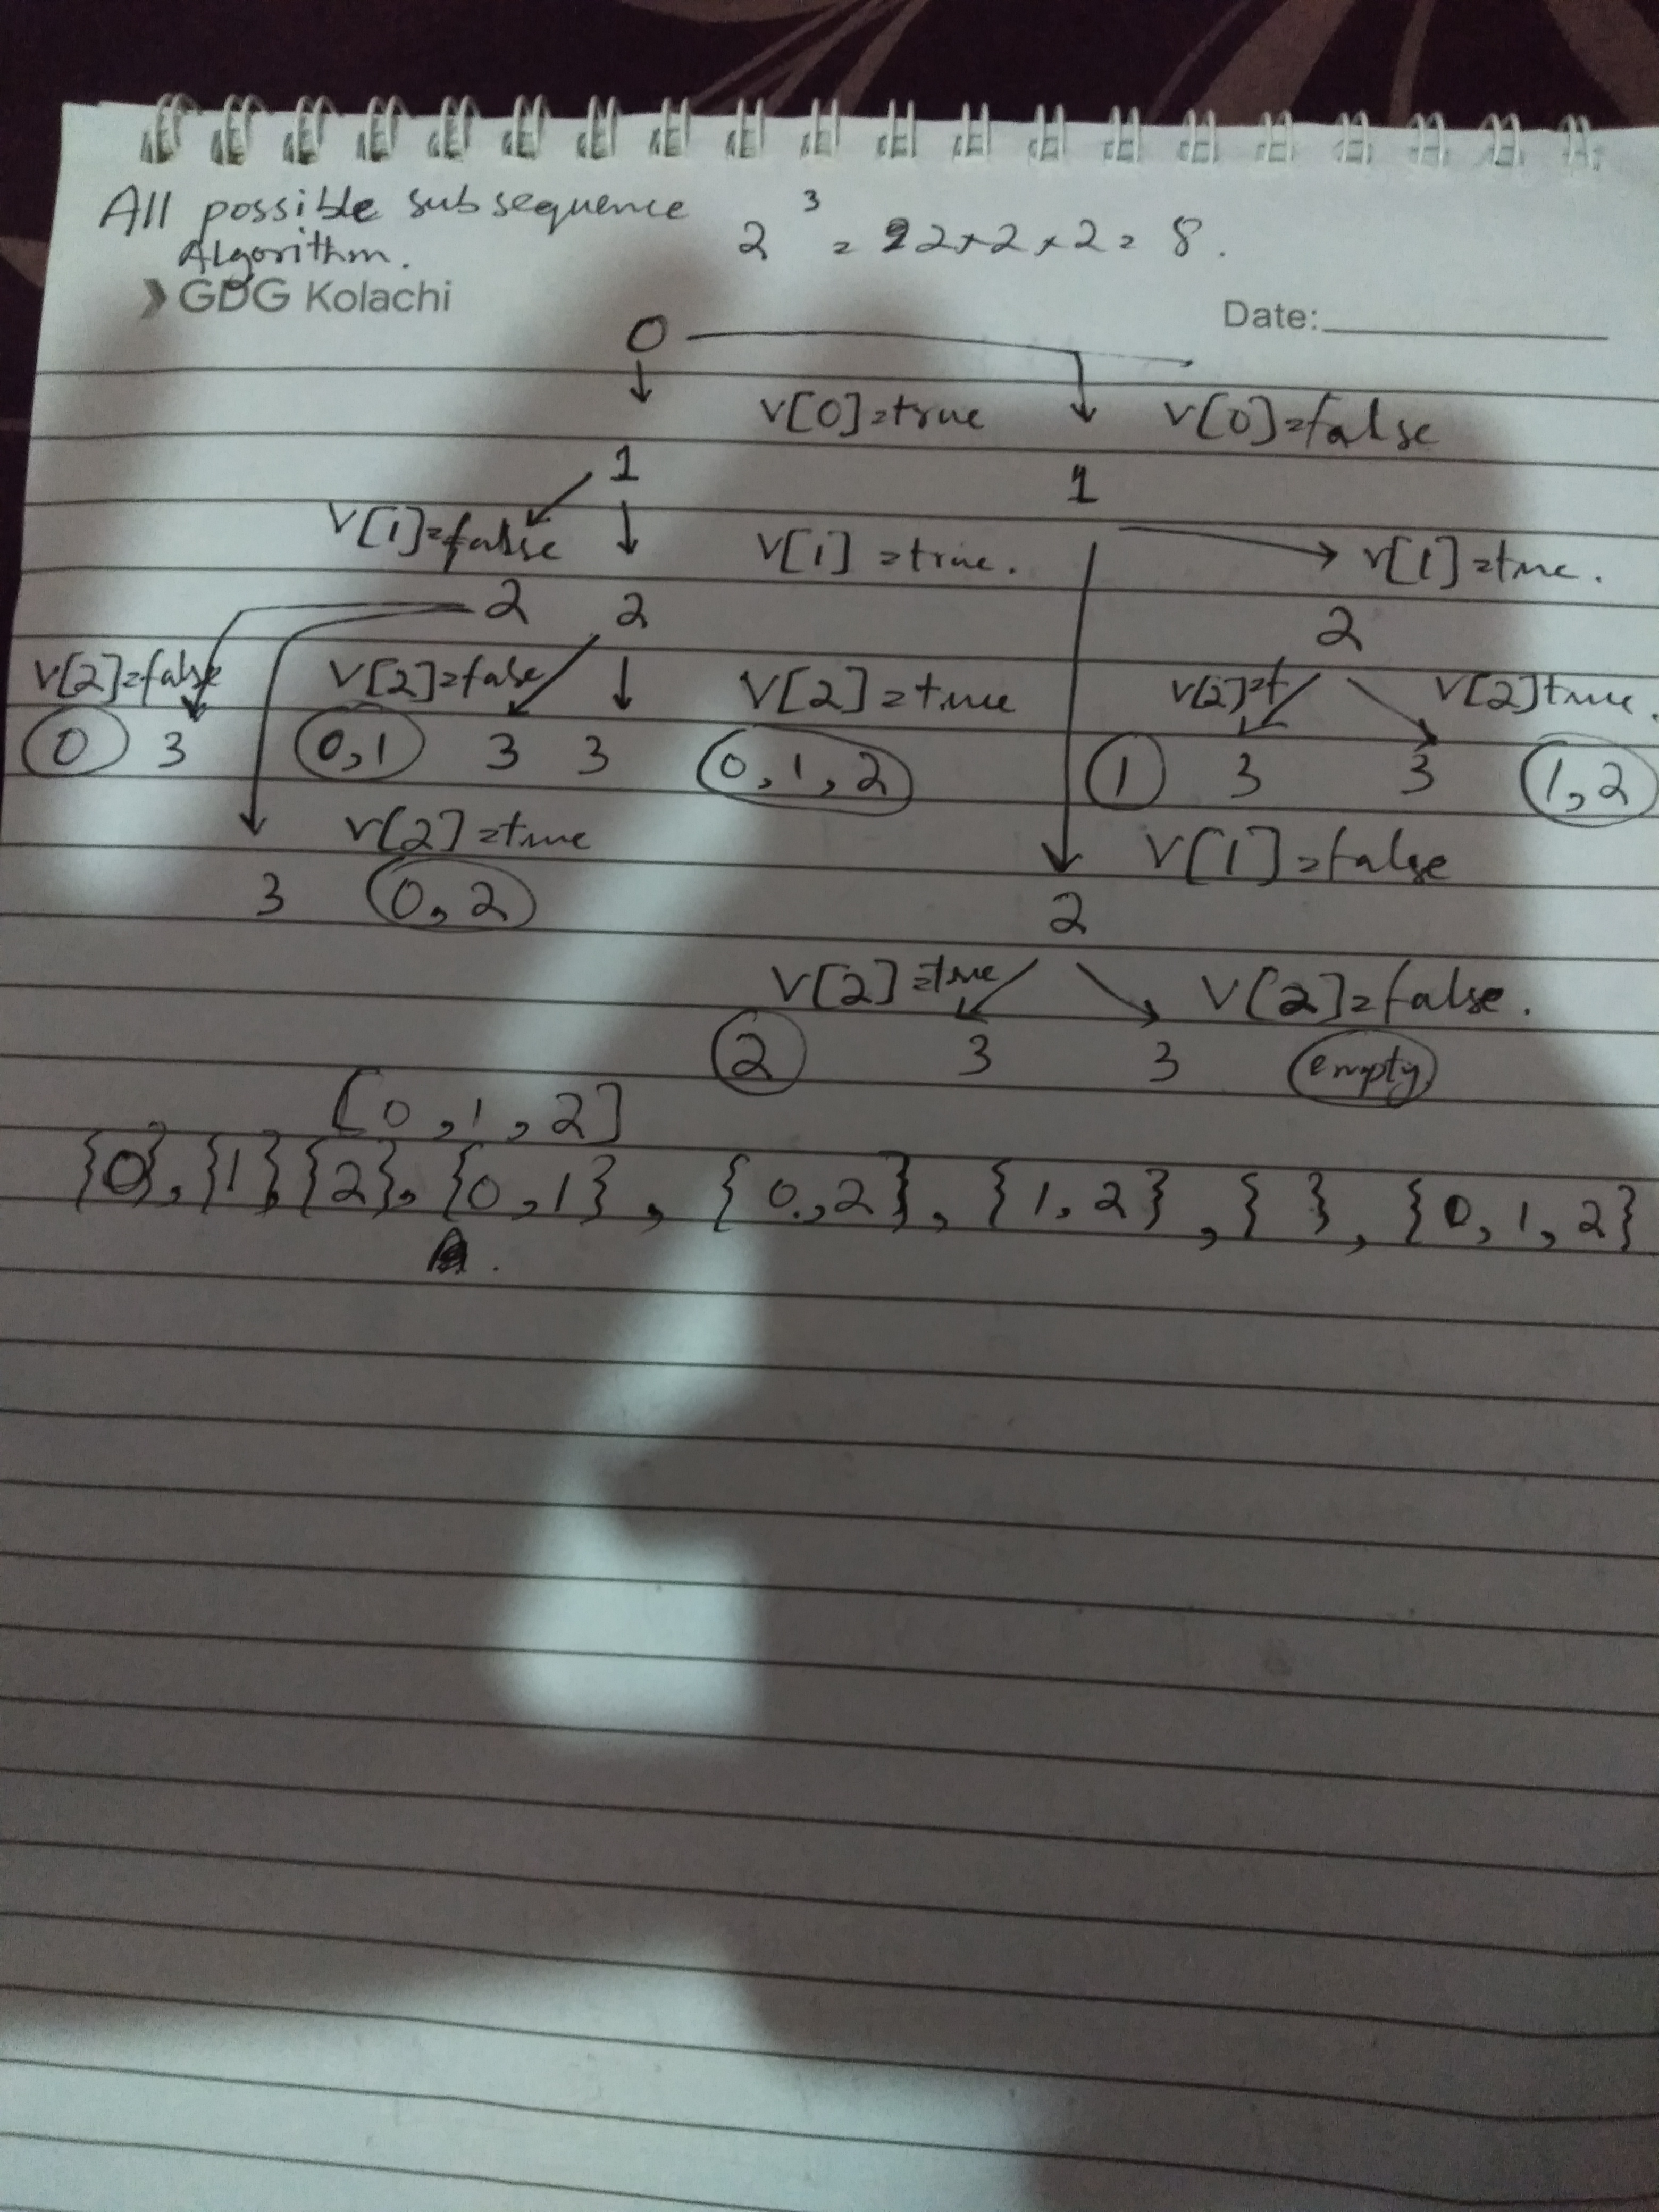 All possible subsequence 2³ = 2 2×2×2 = 8.
Algorithm.
GDG Kolachi
Date:
0
v[0]=true v[0]=false
1 1
v[1]=false v[1]=true. v[1]=true.
2 2 2
v[2]=false v[2]=false v[2]=true v[2]=f v[2]true.
0 3 0,1 3 3 0,1,2 1 3 3 1,2
v[2]=true v[1]=false
3 0,2 2
v[2]=true v[2]=false.
2 3 3 empty
[0,1,2]
{0},{1}{2},{0,1},{0,2},{1,2},{ },{0,1,2}